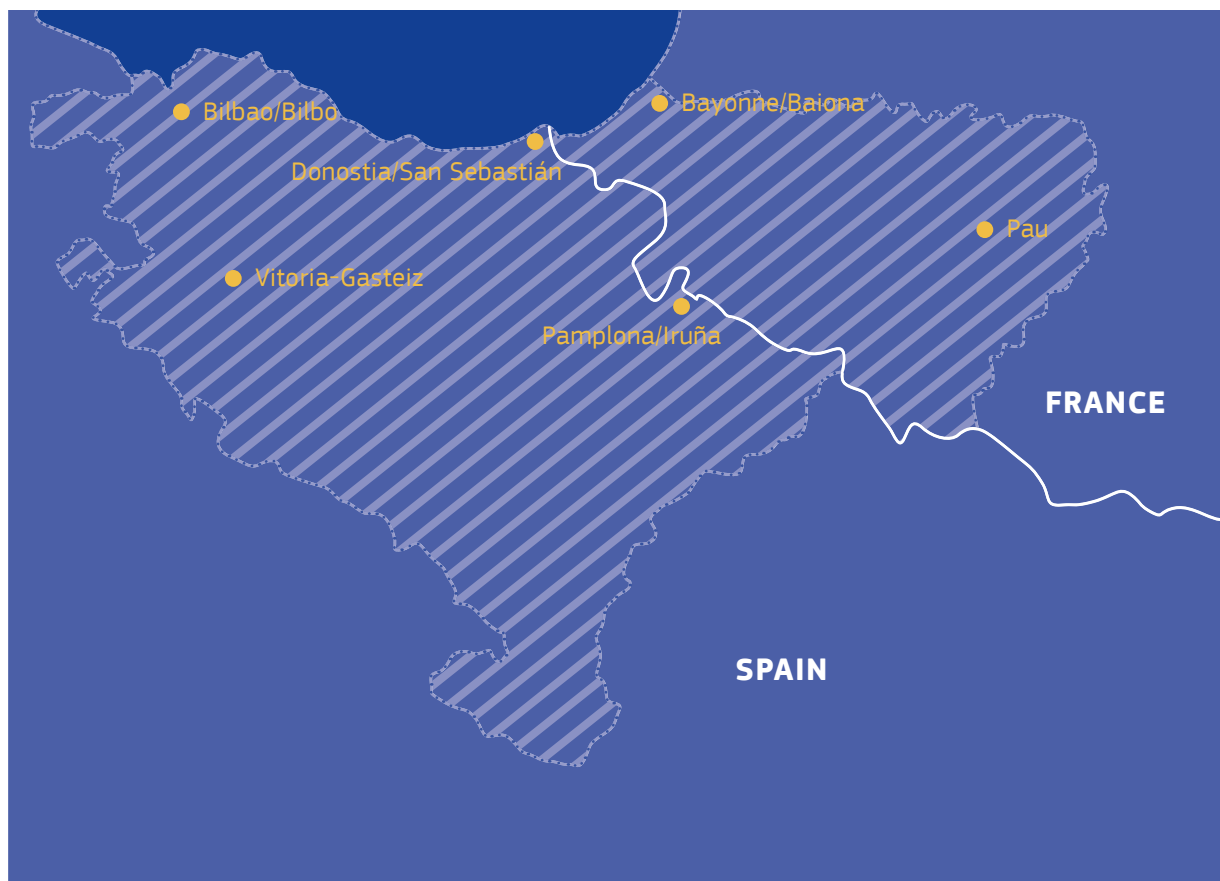 Bayonne/Baiona
Bilbao/Bilbo
Donostia/San Sebastián
Pau
Vitoria-Gasteiz
Pamplona/Iruña
FRANCE
SPAIN